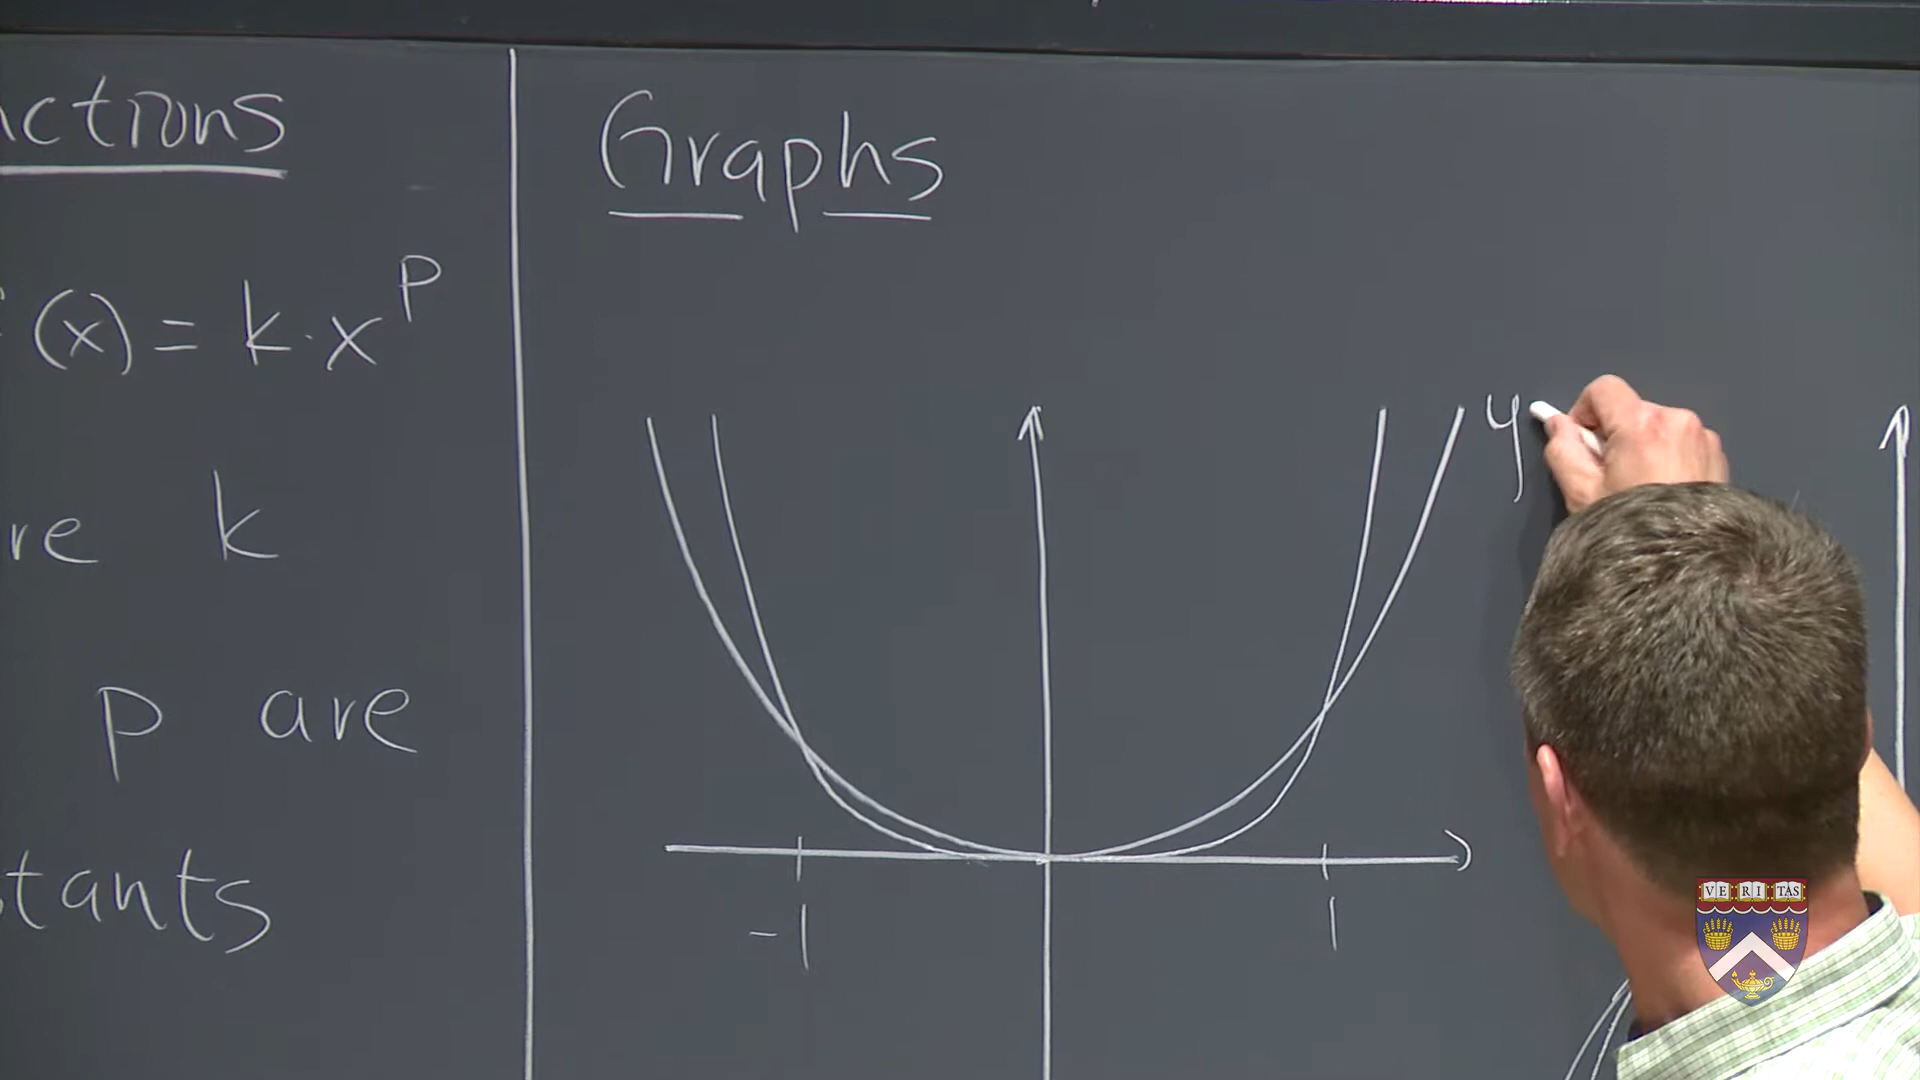 ctions
Graphs
(x) = k·x^p
re k
p are
tants
y
-1
1
VE RI TAS